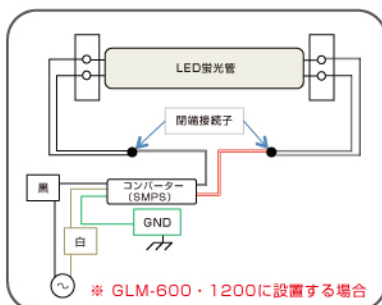 LED蛍光管
閉端接続子
黒
コンバーター
(SMPS)
GND
白
※ GLM-600・1200に設置する場合